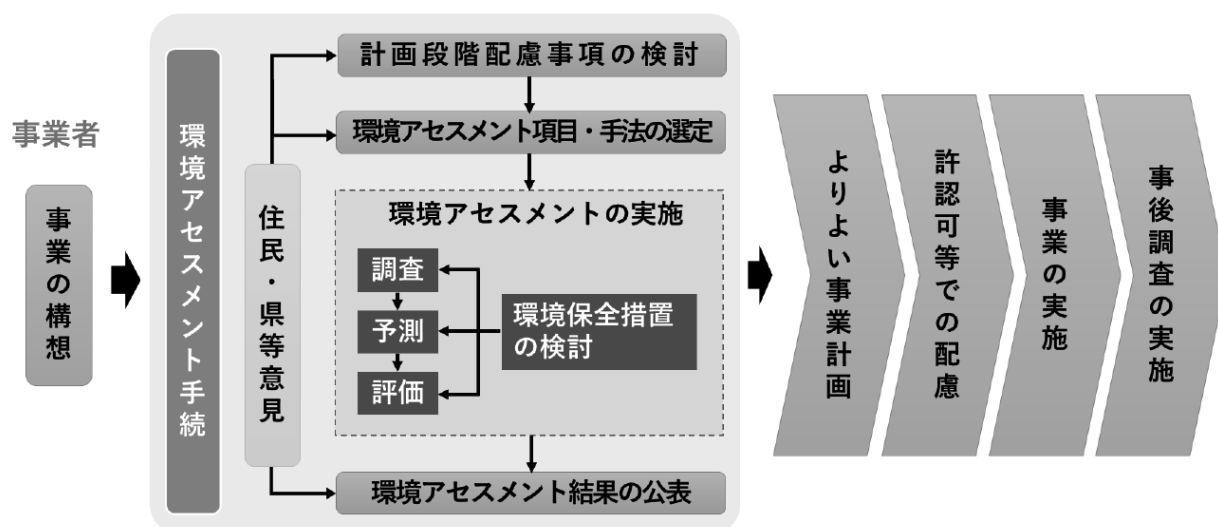 事業者
事業の構想
環境アセスメント手続
住民・県等意見
計画段階配慮事項の検討
環境アセスメント項目・手法の選定
環境アセスメントの実施
調査
予測
評価
環境保全措置
の検討
環境アセスメント結果の公表
よりよい事業計画
許認可等での配慮
事業の実施
事後調査の実施